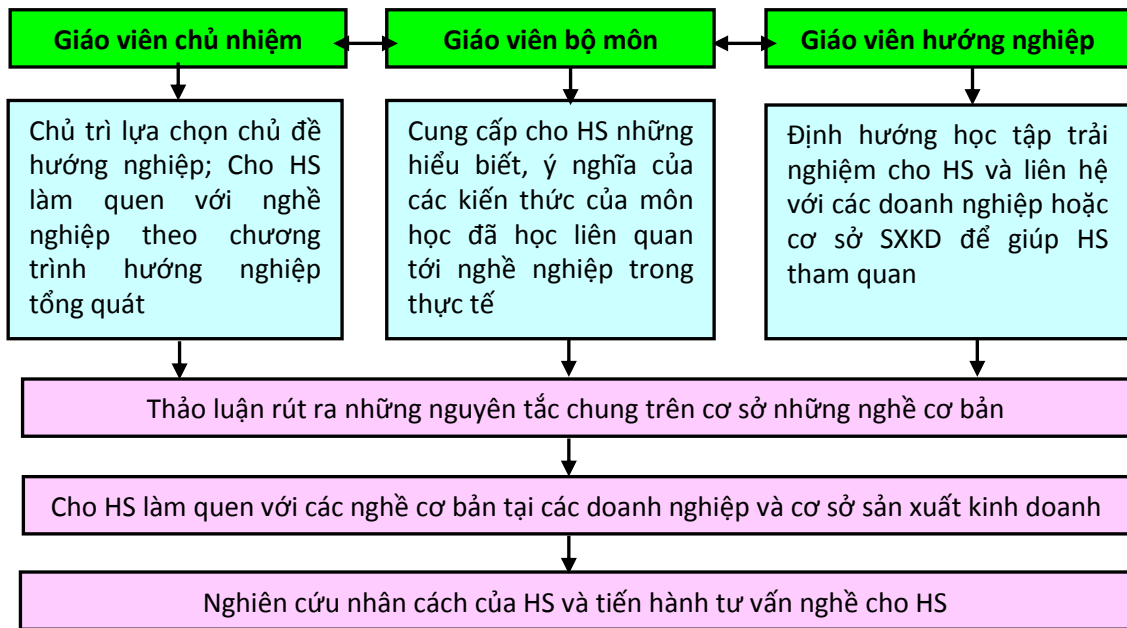 Giáo viên chủ nhiệm
Giáo viên bộ môn
Giáo viên hướng nghiệp
Chủ trì lựa chọn chủ đề
hướng nghiệp; Cho HS
làm quen với nghề
nghiệp theo chương
trình hướng nghiệp
tổng quát
Cung cấp cho HS những
hiểu biết, ý nghĩa của
các kiến thức của môn
học đã học liên quan
tới nghề nghiệp trong
thực tế
Định hướng học tập trải
nghiệm cho HS và liên hệ
với các doanh nghiệp hoặc
cơ sở SXKD để giúp HS
tham quan
Thảo luận rút ra những nguyên tắc chung trên cơ sở những nghề cơ bản
Cho HS làm quen với các nghề cơ bản tại các doanh nghiệp và cơ sở sản xuất kinh doanh
Nghiên cứu nhân cách của HS và tiến hành tư vấn nghề cho HS